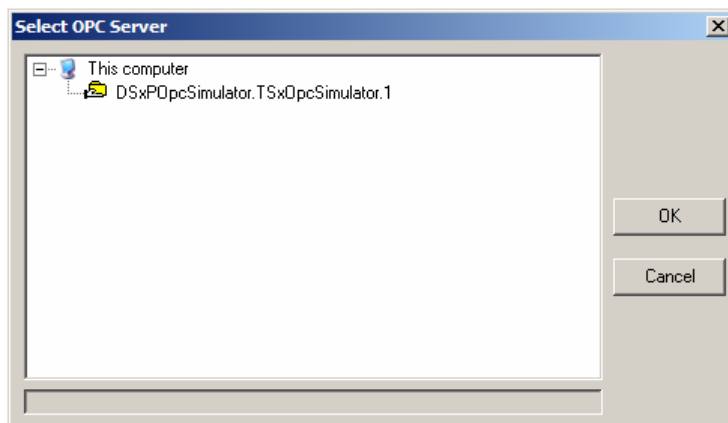 Select OPC Server
This computer
DSxPOpcSimulator.TSxOpcSimulator.1
OK
Cancel